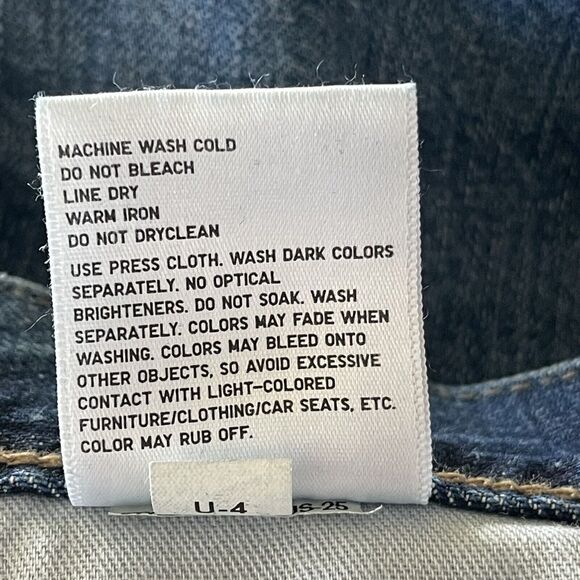 MACHINE WASH COLD
DO NOT BLEACH
LINE DRY
WARM IRON
DO NOT DRYCLEAN
USE PRESS CLOTH. WASH DARK COLORS
SEPARATELY. NO OPTICAL
BRIGHTENERS. DO NOT SOAK. WASH
SEPARATELY. COLORS MAY FADE WHEN
WASHING. COLORS MAY BLEED ONTO
OTHER OBJECTS, SO AVOID EXCESSIVE
CONTACT WITH LIGHT-COLORED
FURNITURE/CLOTHING/CAR SEATS, ETC.
COLOR MAY RUB OFF.
U-4